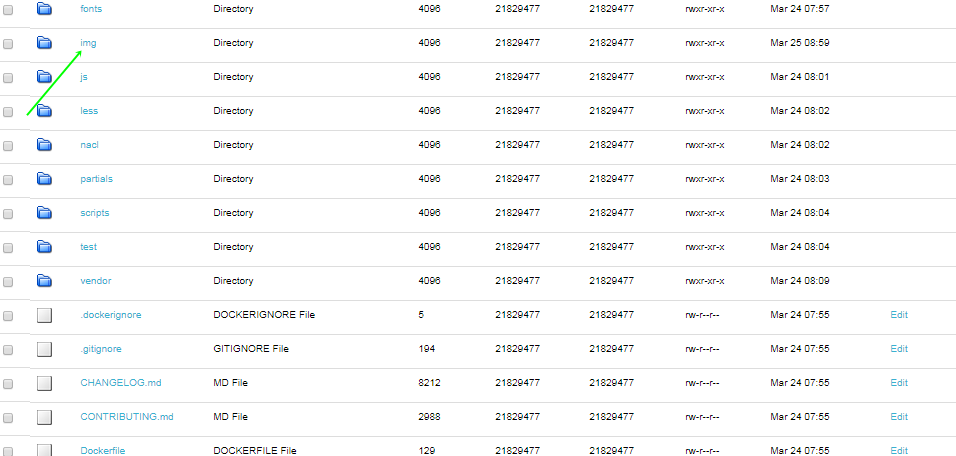 fonts Directory 4096 21829477 21829477 rwxr-xr-x Mar 24 07:57
img Directory 4096 21829477 21829477 rwxr-xr-x Mar 25 08:59
js Directory 4096 21829477 21829477 rwxr-xr-x Mar 24 08:01
less Directory 4096 21829477 21829477 rwxr-xr-x Mar 24 08:02
nacl Directory 4096 21829477 21829477 rwxr-xr-x Mar 24 08:02
partials Directory 4096 21829477 21829477 rwxr-xr-x Mar 24 08:03
scripts Directory 4096 21829477 21829477 rwxr-xr-x Mar 24 08:04
test Directory 4096 21829477 21829477 rwxr-xr-x Mar 24 08:04
vendor Directory 4096 21829477 21829477 rwxr-xr-x Mar 24 08:09
.dockerignore DOCKERIGNORE File 5 21829477 21829477 rw-r--r-- Mar 24 07:55 Edit
.gitignore GITIGNORE File 194 21829477 21829477 rw-r--r-- Mar 24 07:55 Edit
CHANGELOG.md MD File 8212 21829477 21829477 rw-r--r-- Mar 24 07:55 Edit
CONTRIBUTING.md MD File 2988 21829477 21829477 rw-r--r-- Mar 24 07:55 Edit
Dockerfile DOCKERFILE File 129 21829477 21829477 rw-r--r-- Mar 24 07:55 Edit